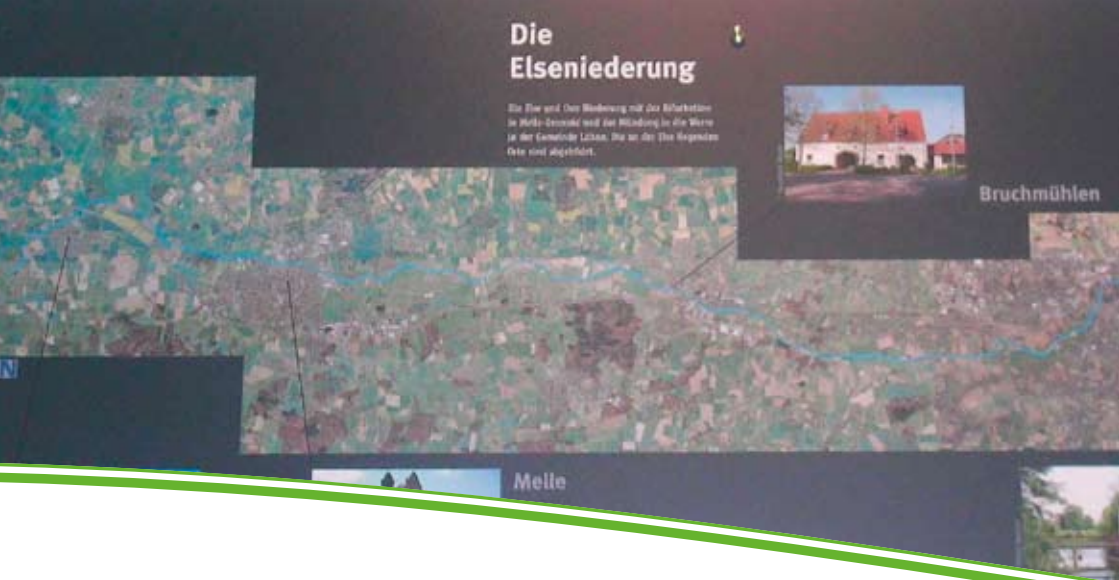 Die
Elseniederung
Die Else und ihre Niederung mit der Bifurkation
in Melle-Gesmold und der Mündung in die Werre
in der Gemeinde Löhne. Die an der Else liegenden
Orte sind abgebildet.
Bruchmühlen
N
Melle